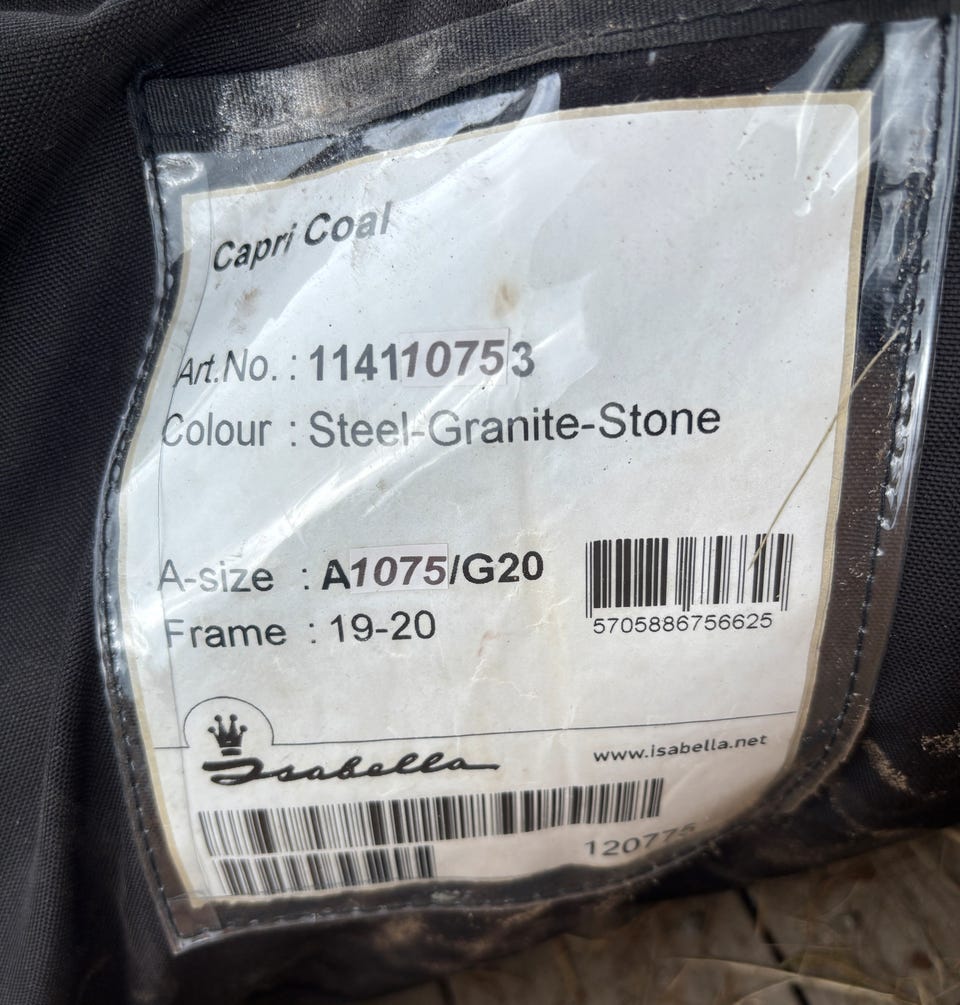 Capri Coal
Art.No. : 114110753
Colour : Steel-Granite-Stone
A-size : A1075/G20
Frame : 19-20
5705886756625
Isabella
www.isabella.net
120775